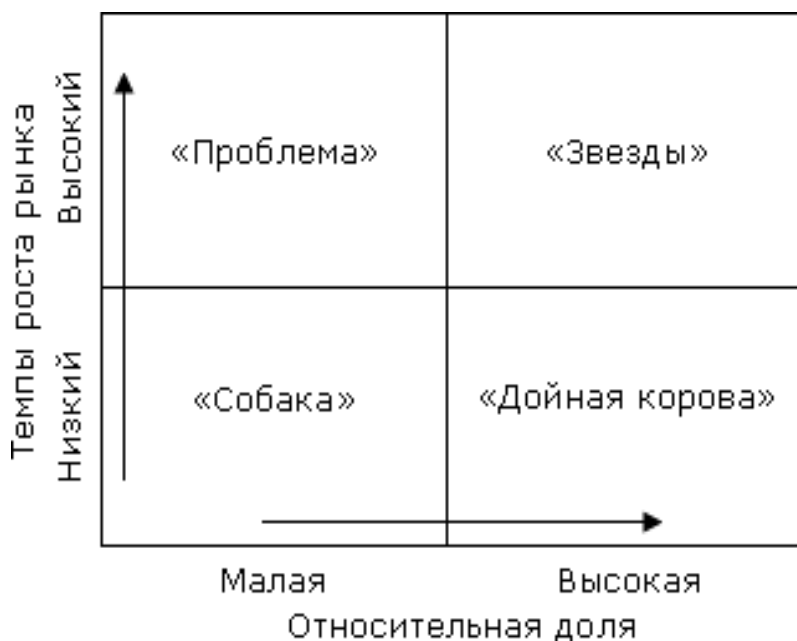 Темпы роста рынка
Высокий
Низкий
«Проблема»
«Звезды»
«Собака»
«Дойная корова»
Малая
Высокая
Относительная доля